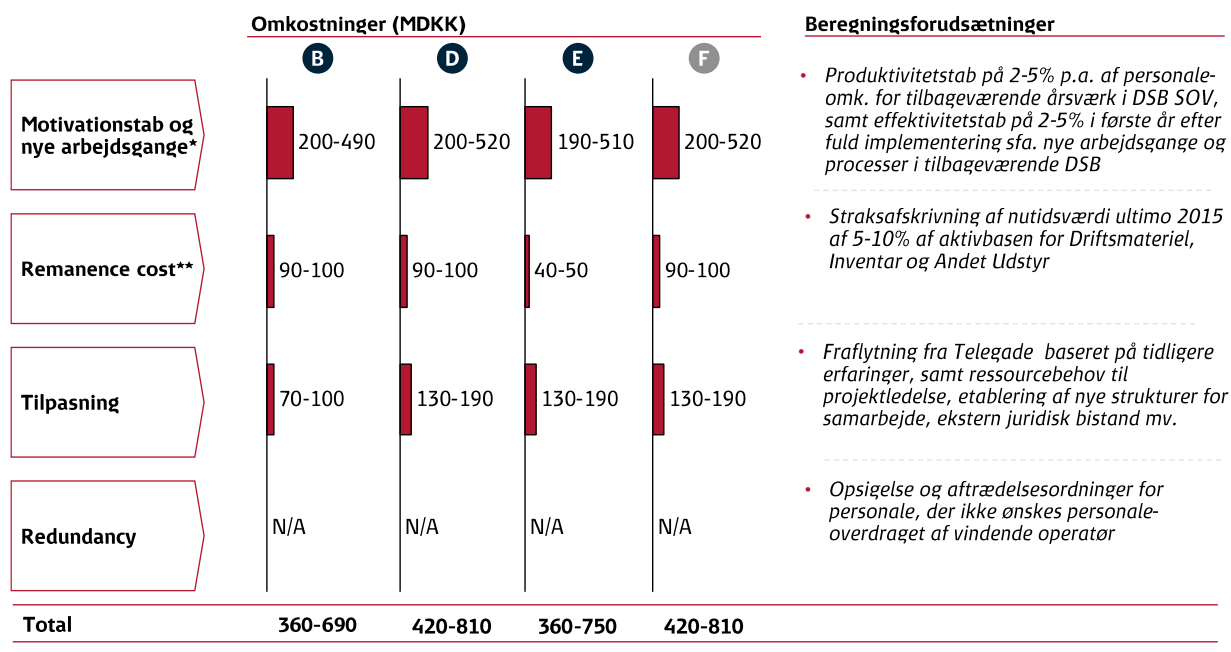 Omkostninger (MDKK)
Beregningsforudsætninger
B
D
E
F
Motivationstab og
nye arbejdsgange*
200-490
200-520
190-510
200-520
• Produktivitetstab på 2-5% p.a. af personale-
omk. for tilbageværende årsværk i DSB SOV,
samt effektivitetstab på 2-5% i første år efter
fuld implementering sfa. nye arbejdsgange og
processer i tilbageværende DSB
Remanence cost**
90-100
90-100
40-50
90-100
• Straksafskrivning af nutidsværdi ultimo 2015
af 5-10% af aktivbasen for Driftsmateriel,
Inventar og Andet Udstyr
Tilpasning
70-100
130-190
130-190
130-190
• Fraflytning fra Telegade baseret på tidligere
erfaringer, samt ressourcebehov til
projektledelse, etablering af nye strukturer for
samarbejde, ekstern juridisk bistand mv.
Redundancy
N/A
N/A
N/A
N/A
• Opsigelse og aftrædelsesordninger for
personale, der ikke ønskes personale-
overdraget af vindende operatør
Total
360-690
420-810
360-750
420-810